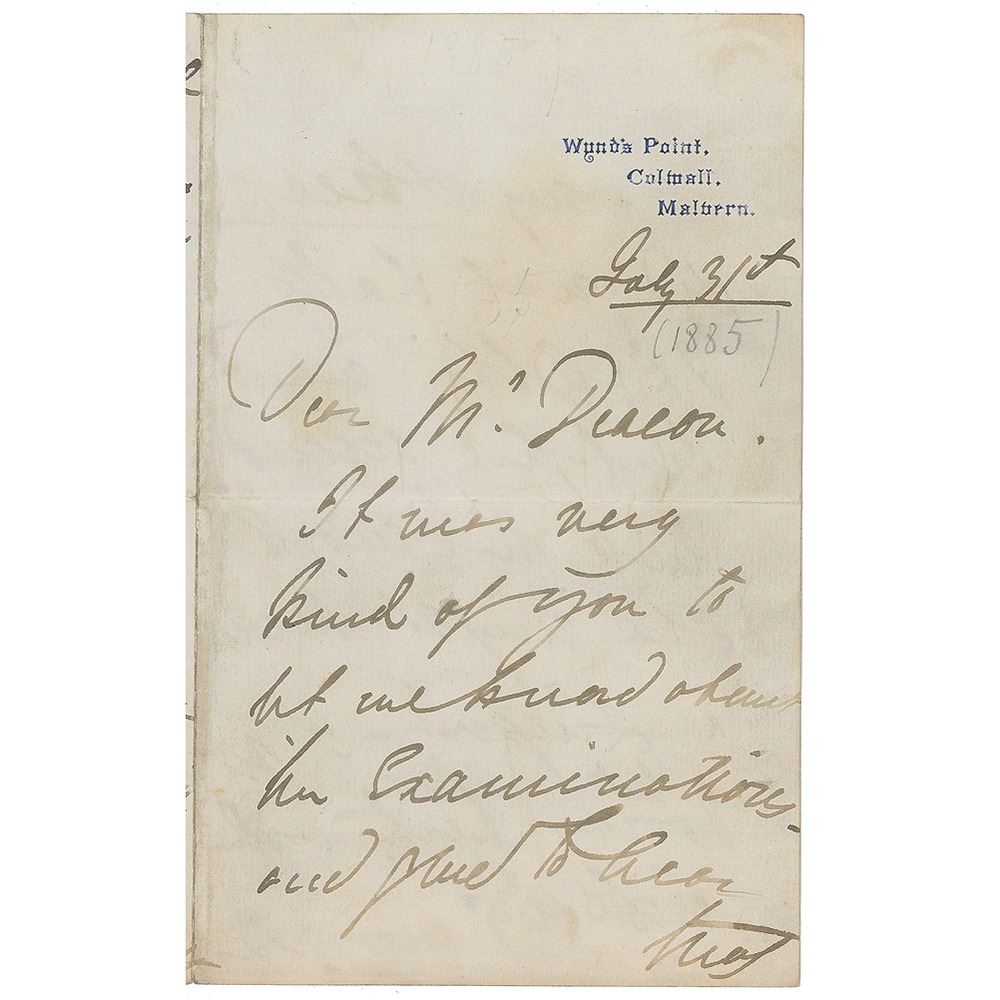 Wynd's Point,
Colwall,
Malvern.
July 31st
(1885)
Dear Mr. Deacon.
It was very
kind of you to
let me know about
the Examinations
and glad to hear
that